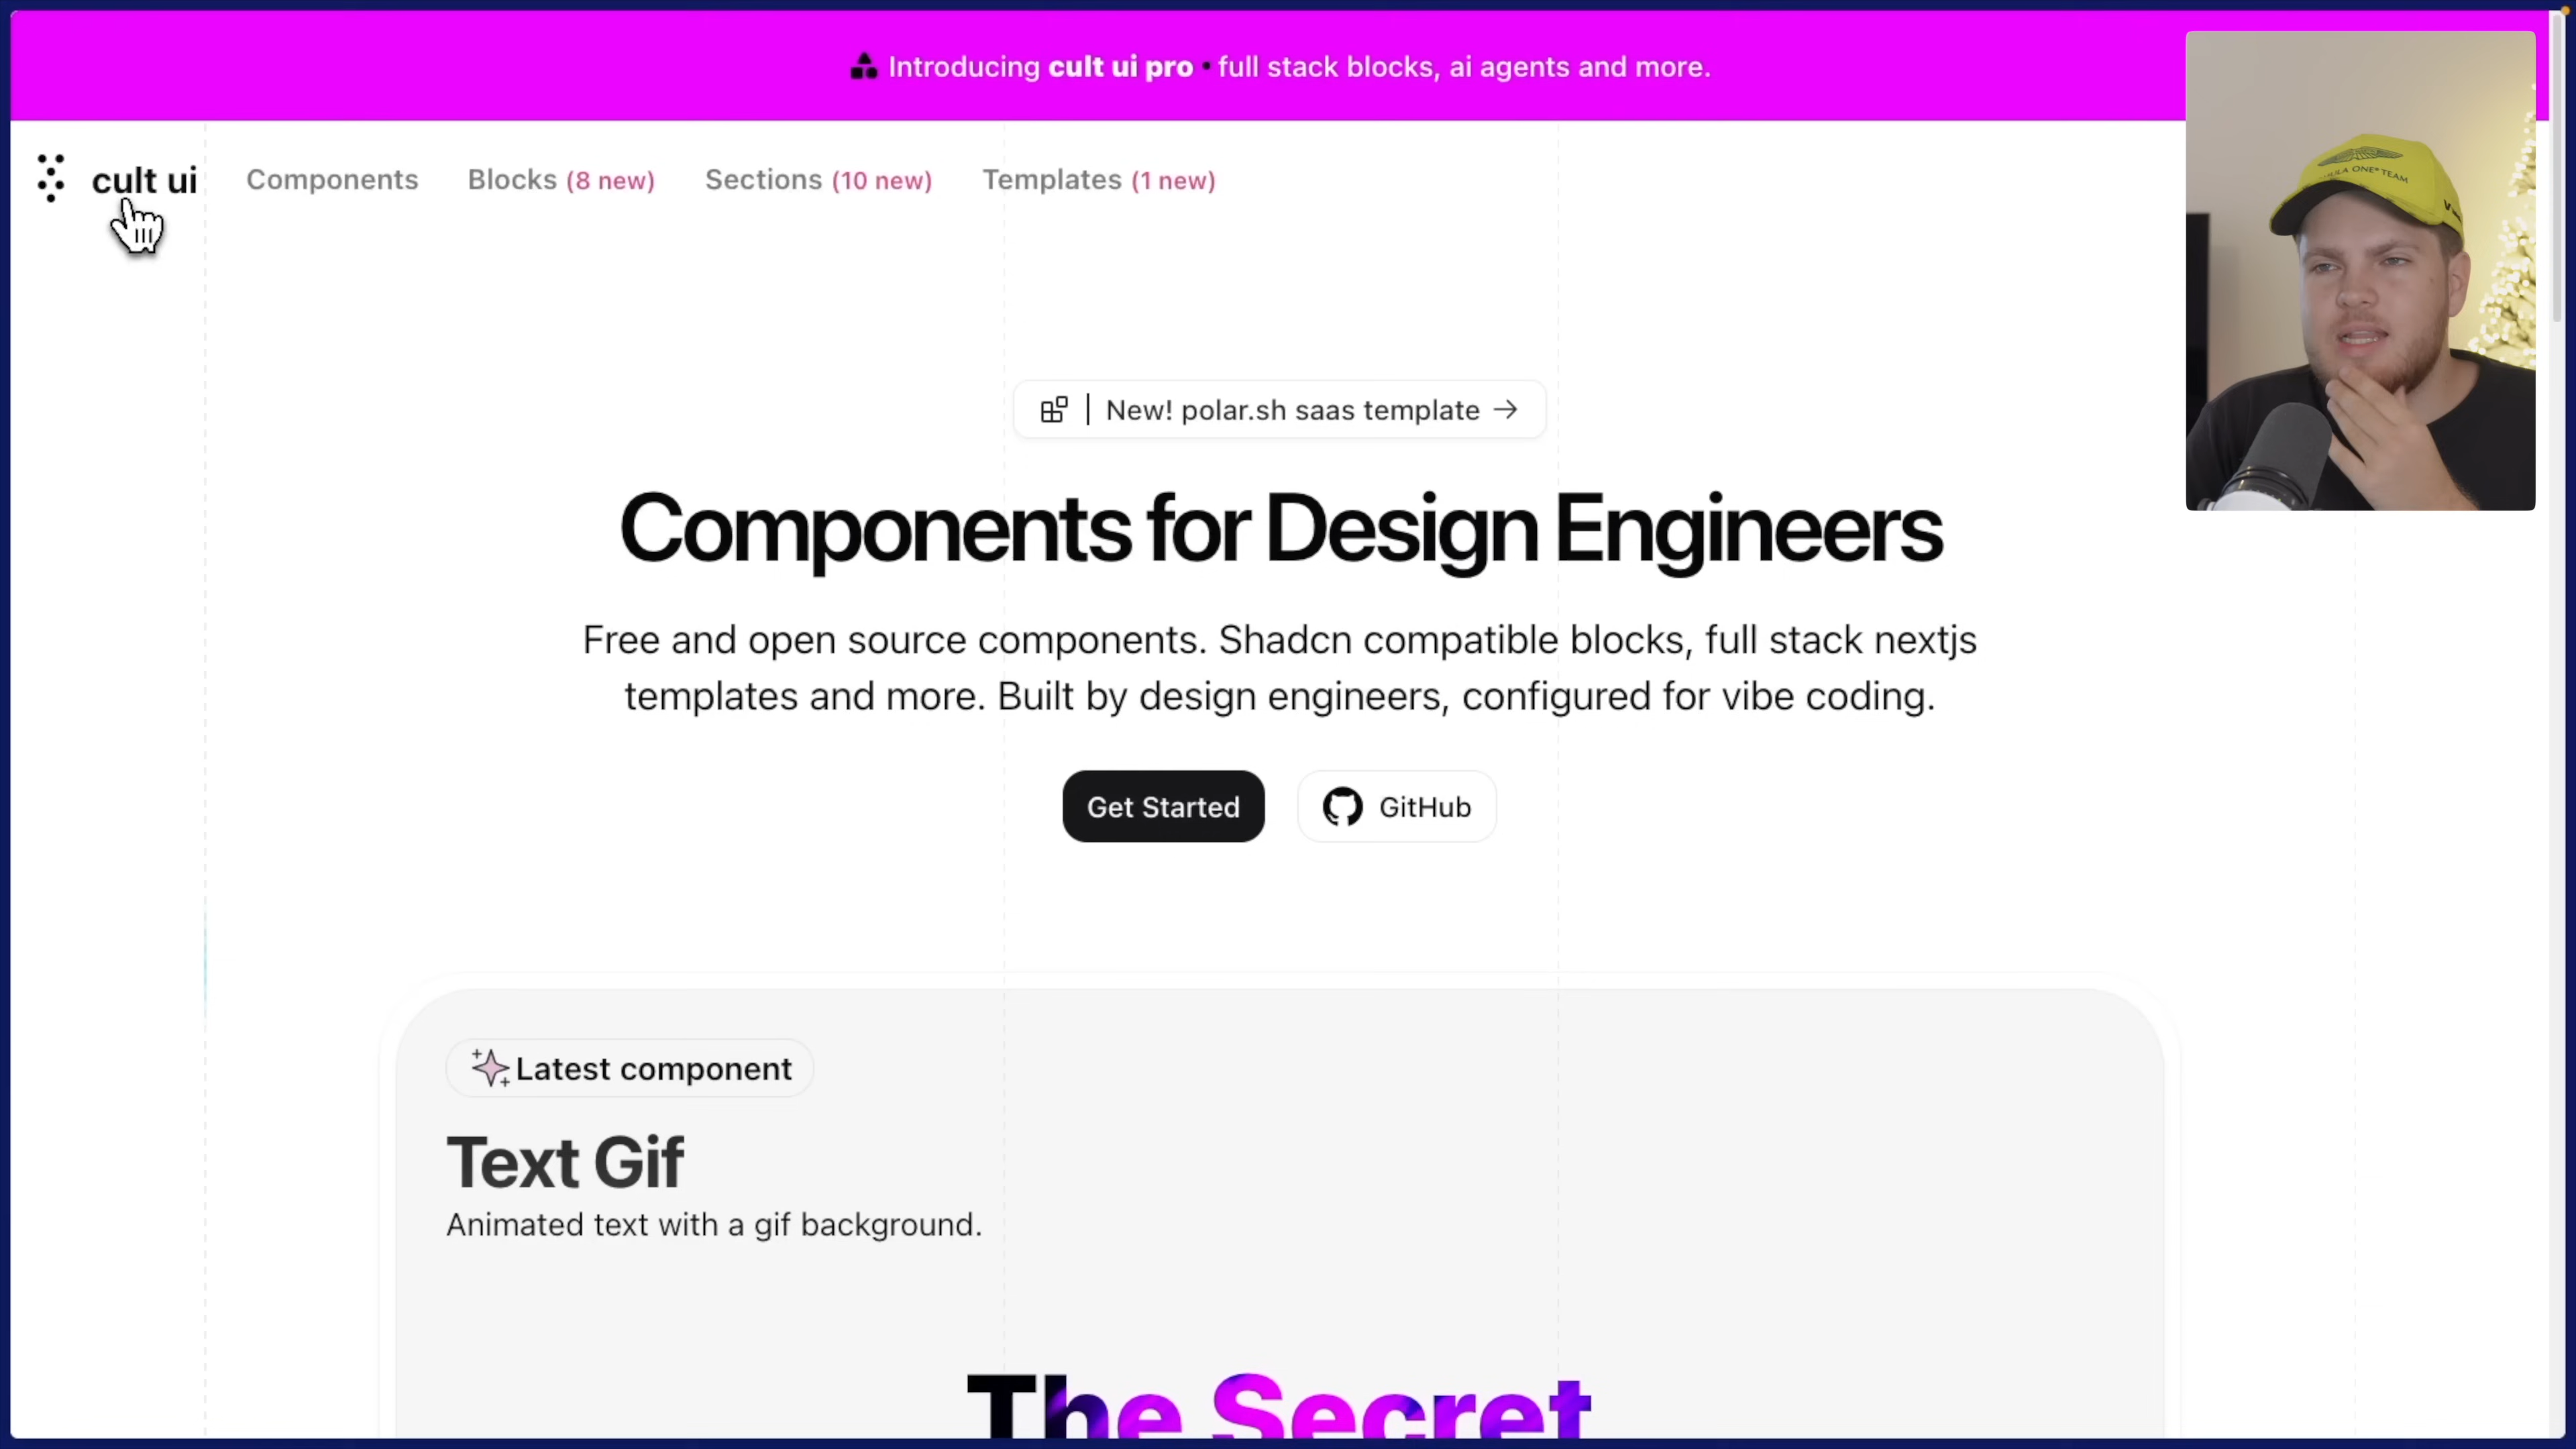 Introducing cult ui pro • full stack blocks, ai agents and more.
cult ui
Components
Blocks (8 new)
Sections (10 new)
Templates (1 new)
New! polar.sh saas template →
Components for Design Engineers
Free and open source components. Shadcn compatible blocks, full stack nextjs
templates and more. Built by design engineers, configured for vibe coding.
Get Started
GitHub
Latest component
Text Gif
Animated text with a gif background.
The Secret
ONE® TEAM